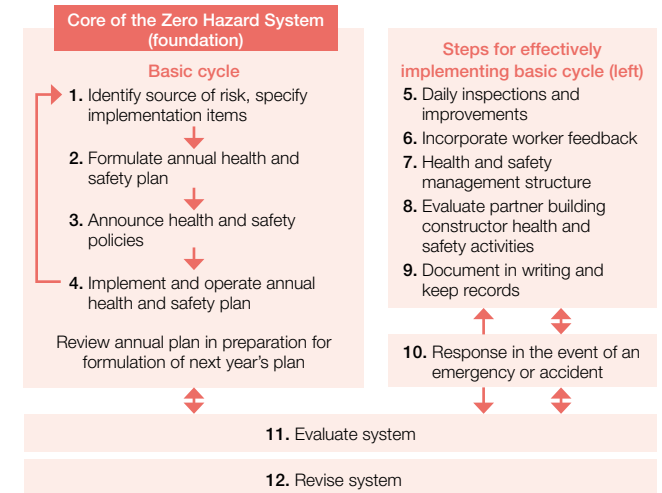 Core of the Zero Hazard System
(foundation)
Basic cycle
1. Identify source of risk, specify
implementation items
2. Formulate annual health and
safety plan
3. Announce health and safety
policies
4. Implement and operate annual
health and safety plan
Review annual plan in preparation for
formulation of next year's plan
Steps for effectively
implementing basic cycle (left)
5. Daily inspections and
improvements
6. Incorporate worker feedback
7. Health and safety
management structure
8. Evaluate partner building
constructor health and
safety activities
9. Document in writing and
keep records
10. Response in the event of an
emergency or accident
11. Evaluate system
12. Revise system